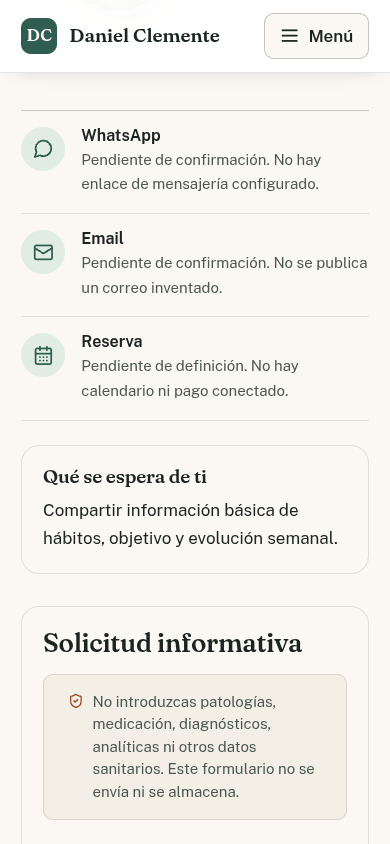 DC
Daniel Clemente
Menú
WhatsApp
Pendiente de confirmación. No hay
enlace de mensajería configurado.
Email
Pendiente de confirmación. No se publica
un correo inventado.
Reserva
Pendiente de definición. No hay
calendario ni pago conectado.
Qué se espera de ti
Compartir información básica de
hábitos, objetivo y evolución semanal.
Solicitud informativa
No introduzcas patologías,
medicación, diagnósticos,
analíticas ni otros datos
sanitarios. Este formulario no se
envía ni se almacena.